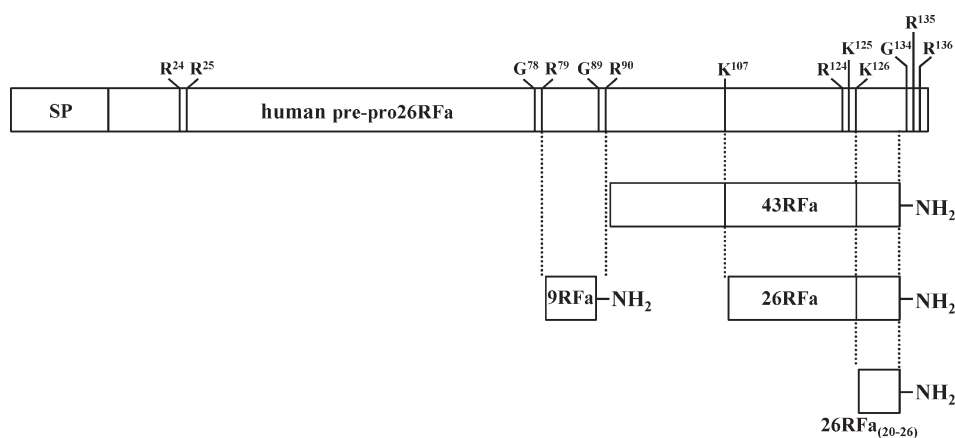 R¹³⁵
K¹²⁵ G¹³⁴ R¹³⁶
R²⁴ R²⁵ G⁷⁸ R⁷⁹ G⁸⁹ R⁹⁰ K¹⁰⁷ R¹²⁴ K¹²⁶
SP human pre-pro26RFa
43RFa NH₂
9RFa NH₂ 26RFa NH₂
NH₂
26RFa₍₂₀₋₂₆₎